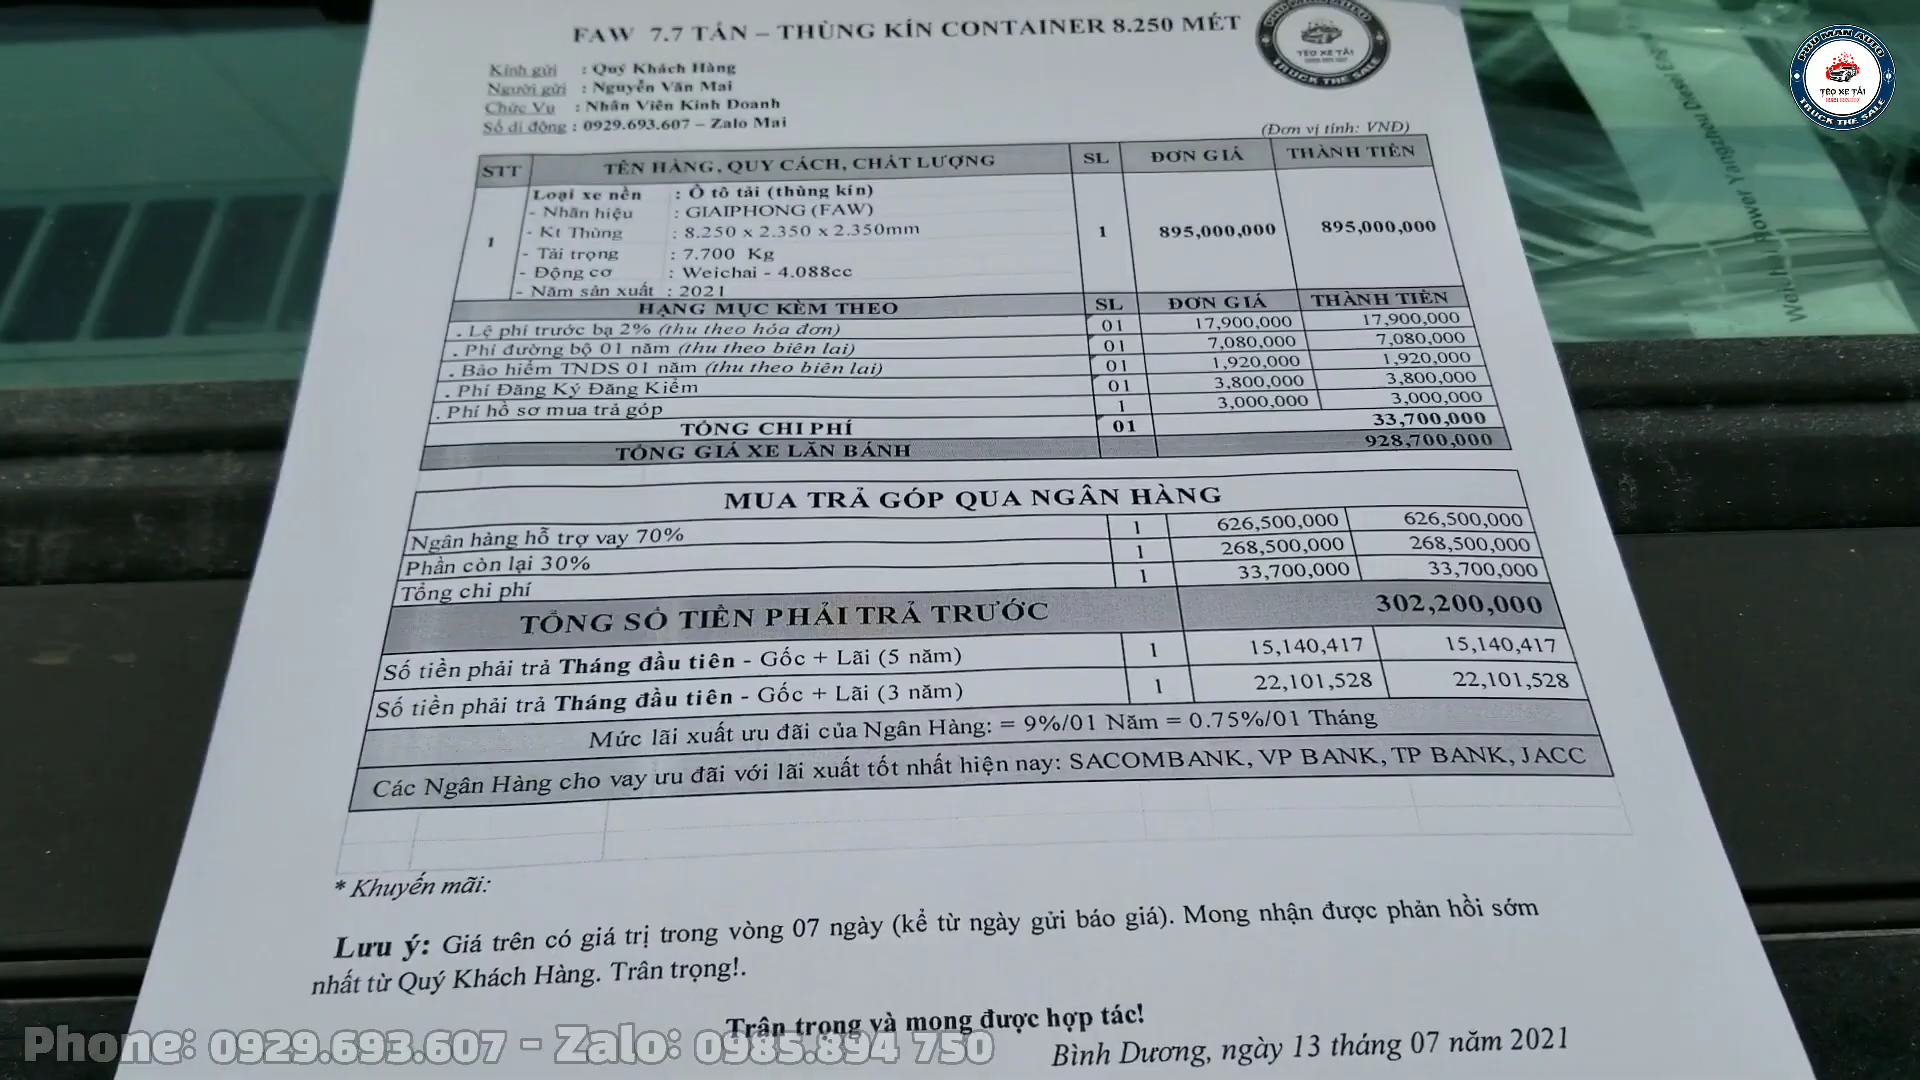 FAW 7.7 TẤN – THÙNG KÍN CONTAINER 8.250 MÉT
TẸO XE TẢI
TRUCK THE SALE
PHU MAN AUTO
TẸO XE TẢI
TRUCK THE SALE
Kính gửi : Quý Khách Hàng
Người gửi : Nguyễn Văn Mai
Chức Vụ : Nhân Viên Kinh Doanh
Số di động : 0929.693.607 – Zalo Mai
(Đơn vị tính: VNĐ)
STT TÊN HÀNG, QUY CÁCH, CHẤT LƯỢNG SL ĐƠN GIÁ THÀNH TIỀN
Loại xe nền : Ô tô tải (thùng kín)
- Nhãn hiệu : GIAIPHONG (FAW)
1 - Kt Thùng : 8.250 x 2.350 x 2.350mm 1 895,000,000 895,000,000
- Tải trọng : 7.700 Kg
- Động cơ : Weichai - 4.088cc
- Năm sản xuất : 2021
HẠNG MỤC KÈM THEO SL ĐƠN GIÁ THÀNH TIỀN
. Lệ phí trước bạ 2% (thu theo hóa đơn) 01 17,900,000 17,900,000
. Phí đường bộ 01 năm (thu theo biên lai) 01 7,080,000 7,080,000
. Bảo hiểm TNDS 01 năm (thu theo biên lai) 01 1,920,000 1,920,000
. Phí Đăng Ký Đăng Kiểm 01 3,800,000 3,800,000
. Phí hồ sơ mua trả góp 1 3,000,000 3,000,000
TỔNG CHI PHÍ 01 33,700,000
TỔNG GIÁ XE LĂN BÁNH 928,700,000
MUA TRẢ GÓP QUA NGÂN HÀNG
Ngân hàng hỗ trợ vay 70% 1 626,500,000 626,500,000
Phần còn lại 30% 1 268,500,000 268,500,000
Tổng chi phí 1 33,700,000 33,700,000
TỔNG SỐ TIỀN PHẢI TRẢ TRƯỚC 302,200,000
Số tiền phải trả Tháng đầu tiên - Gốc + Lãi (5 năm) 1 15,140,417 15,140,417
Số tiền phải trả Tháng đầu tiên - Gốc + Lãi (3 năm) 1 22,101,528 22,101,528
Mức lãi xuất ưu đãi của Ngân Hàng: = 9%/01 Năm = 0.75%/01 Tháng
Các Ngân Hàng cho vay ưu đãi với lãi xuất tốt nhất hiện nay: SACOMBANK, VP BANK, TP BANK, JACC
* Khuyến mãi:
Lưu ý: Giá trên có giá trị trong vòng 07 ngày (kể từ ngày gửi báo giá). Mong nhận được phản hồi sớm
nhất từ Quý Khách Hàng. Trân trọng!.
Trân trọng và mong được hợp tác!
Bình Dương, ngày 13 tháng 07 năm 2021
Phone: 0929.693.607 - Zalo: 0985.894 750